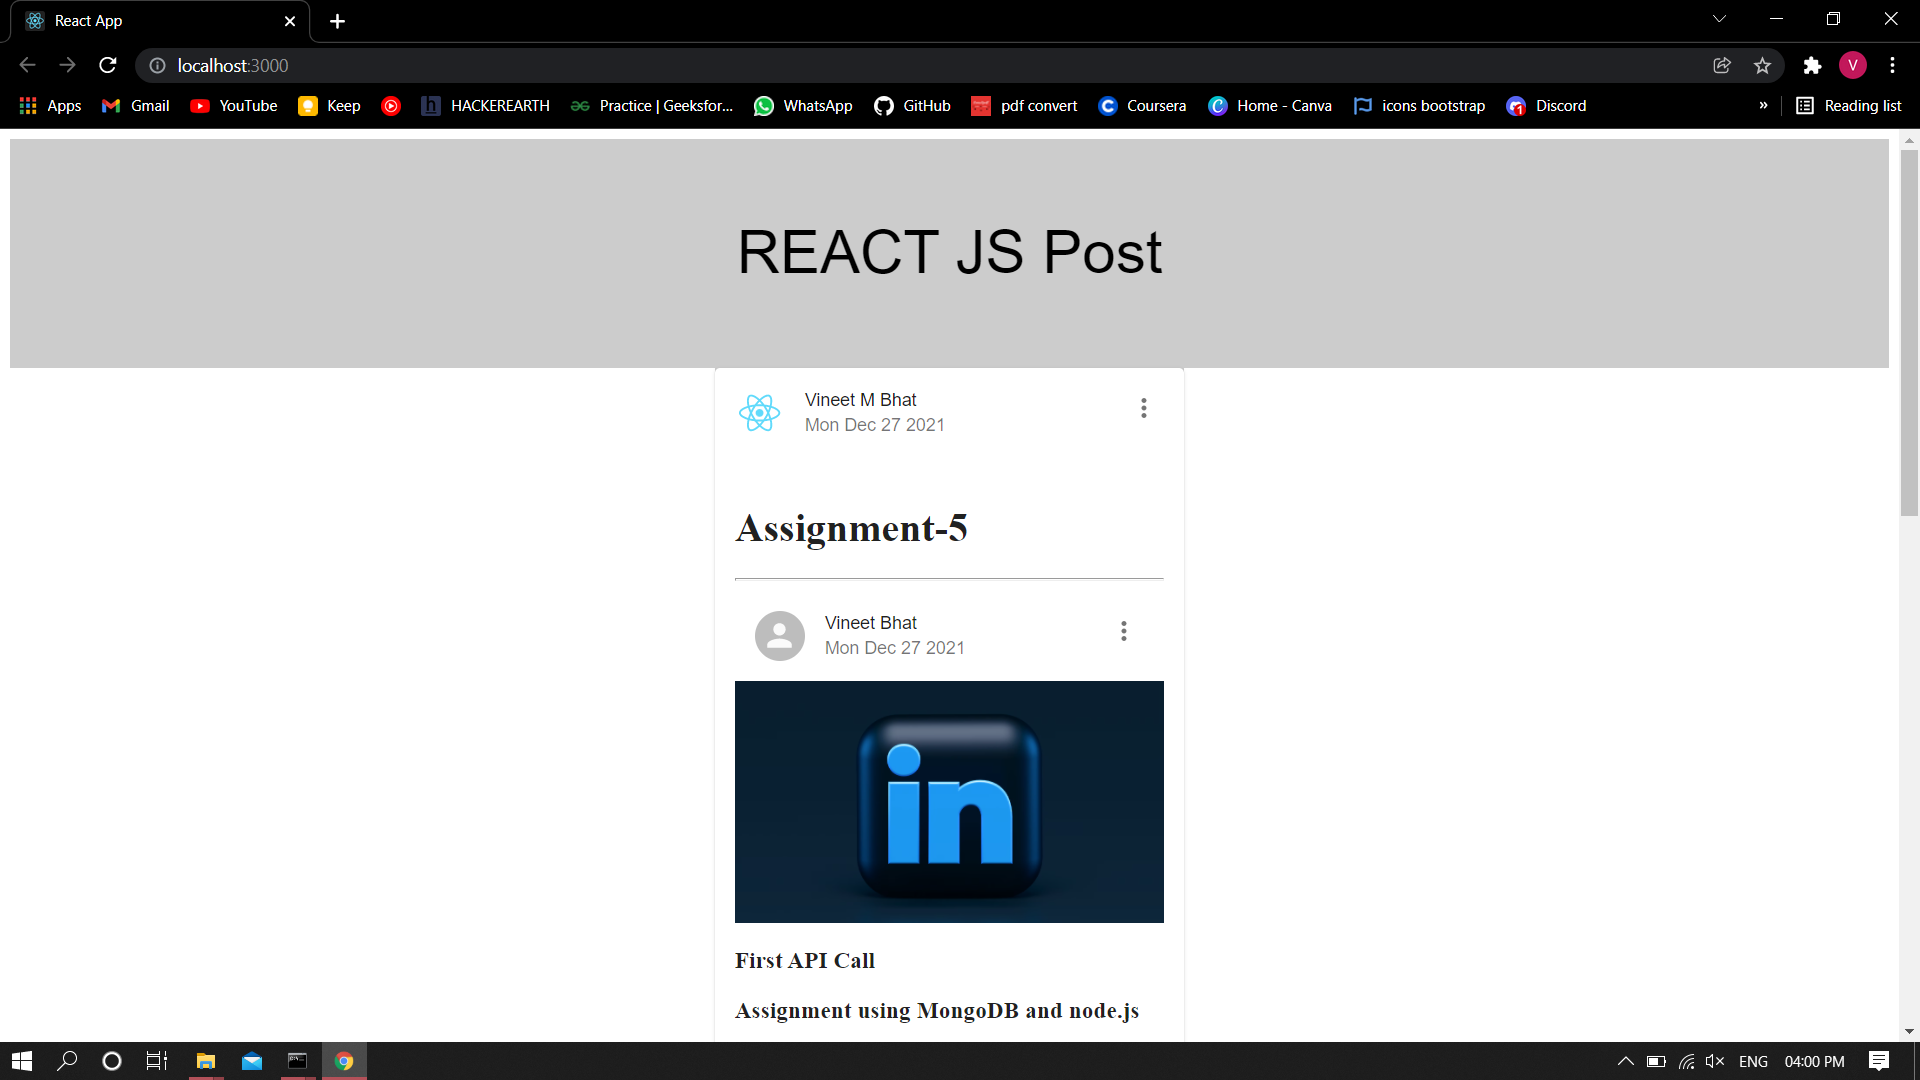 React App
localhost:3000
V
Apps
Gmail
YouTube
Keep
h
HACKEREARTH
Practice | Geeksfor...
WhatsApp
GitHub
pdf convert
Coursera
Home - Canva
icons bootstrap
1
Discord
»
Reading list
REACT JS Post
Vineet M Bhat
Mon Dec 27 2021
Assignment-5
Vineet Bhat
Mon Dec 27 2021
in
First API Call
Assignment using MongoDB and node.js
ENG
04:00 PM